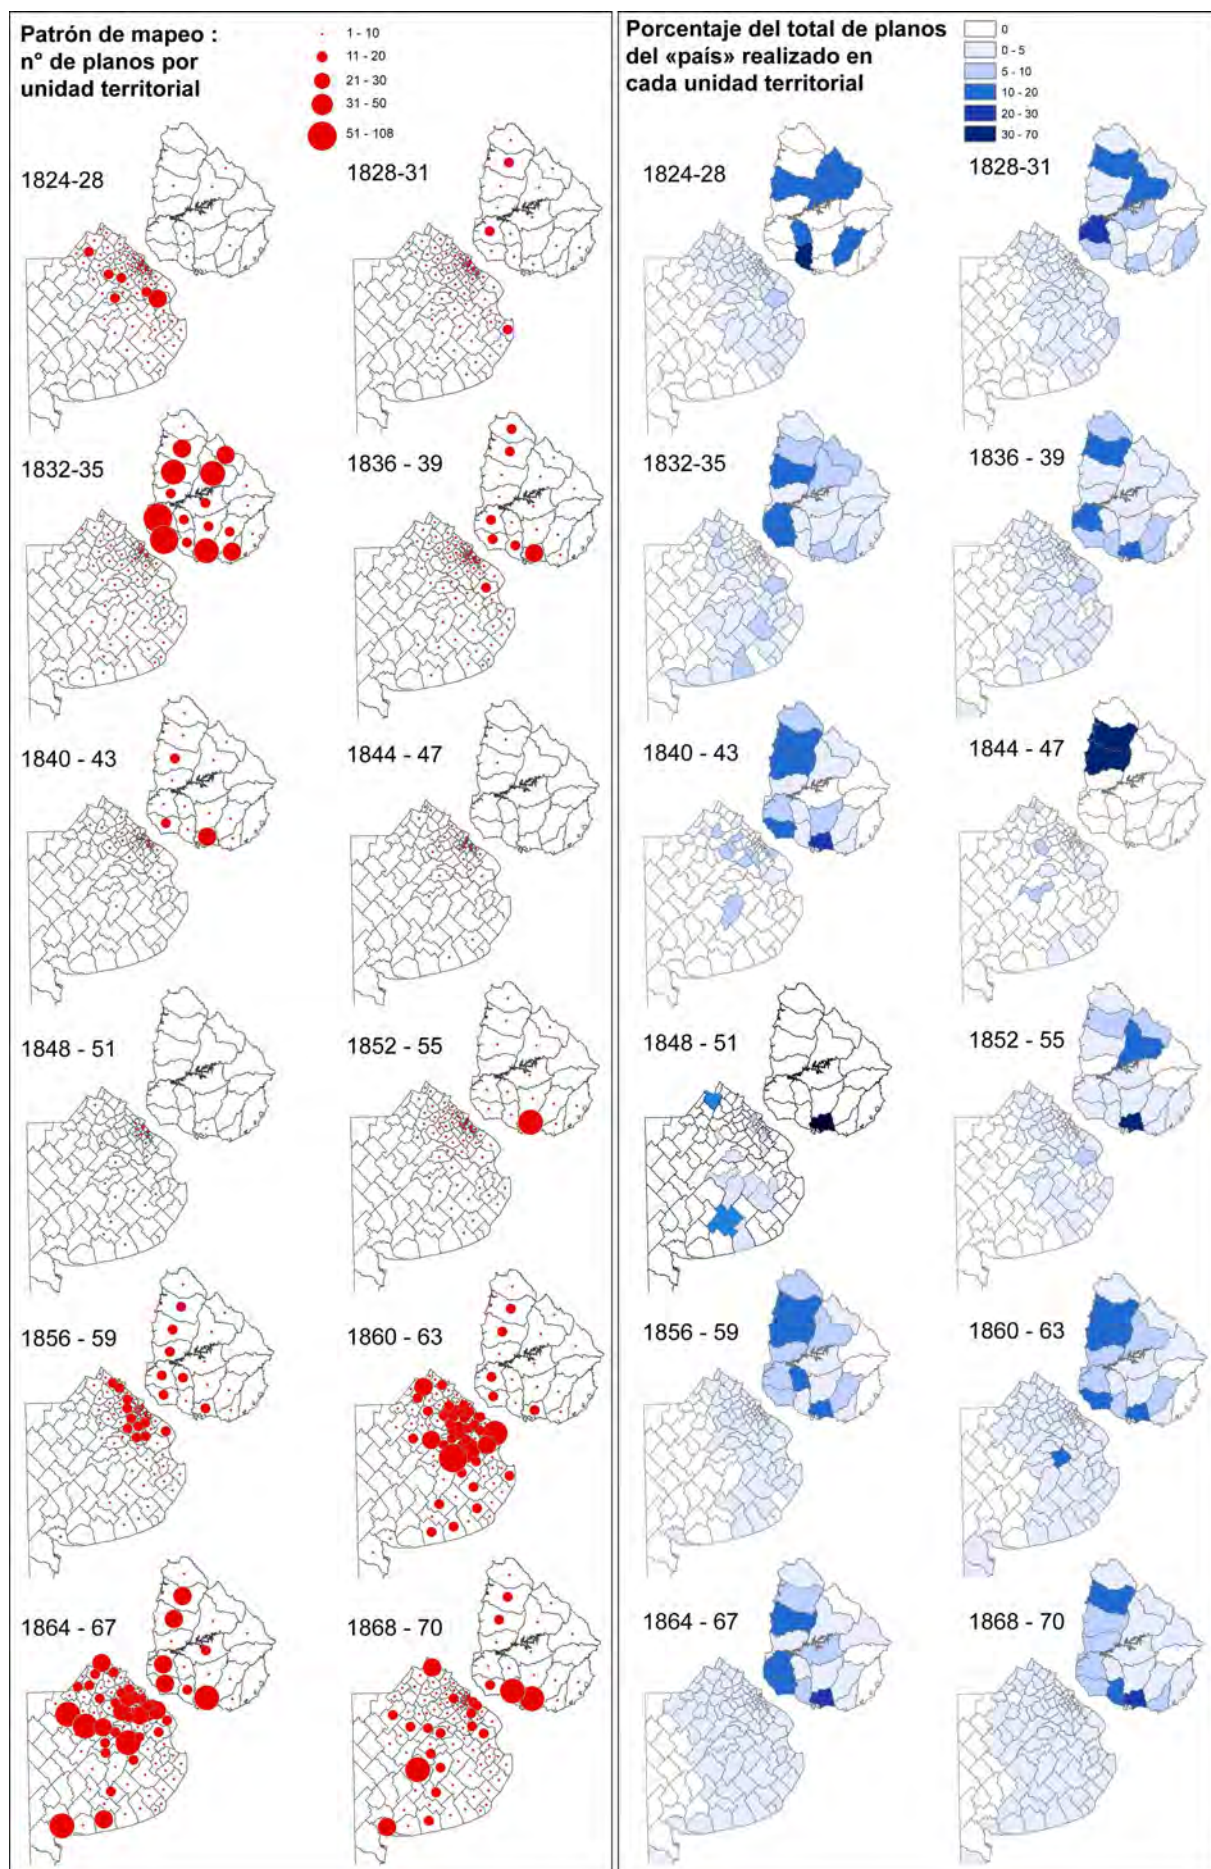 Patrón de mapeo :
n° de planos por
unidad territorial
1 - 10
11 - 20
21 - 30
31 - 50
51 - 108
1824-28
1828-31
1832-35
1836 - 39
1840 - 43
1844 - 47
1848 - 51
1852 - 55
1856 - 59
1860 - 63
1864 - 67
1868 - 70
Porcentaje del total de planos
del «país» realizado en
cada unidad territorial
0
0 - 5
5 - 10
10 - 20
20 - 30
30 - 70
1824-28
1828-31
1832-35
1836 - 39
1840 - 43
1844 - 47
1848 - 51
1852 - 55
1856 - 59
1860 - 63
1864 - 67
1868 - 70